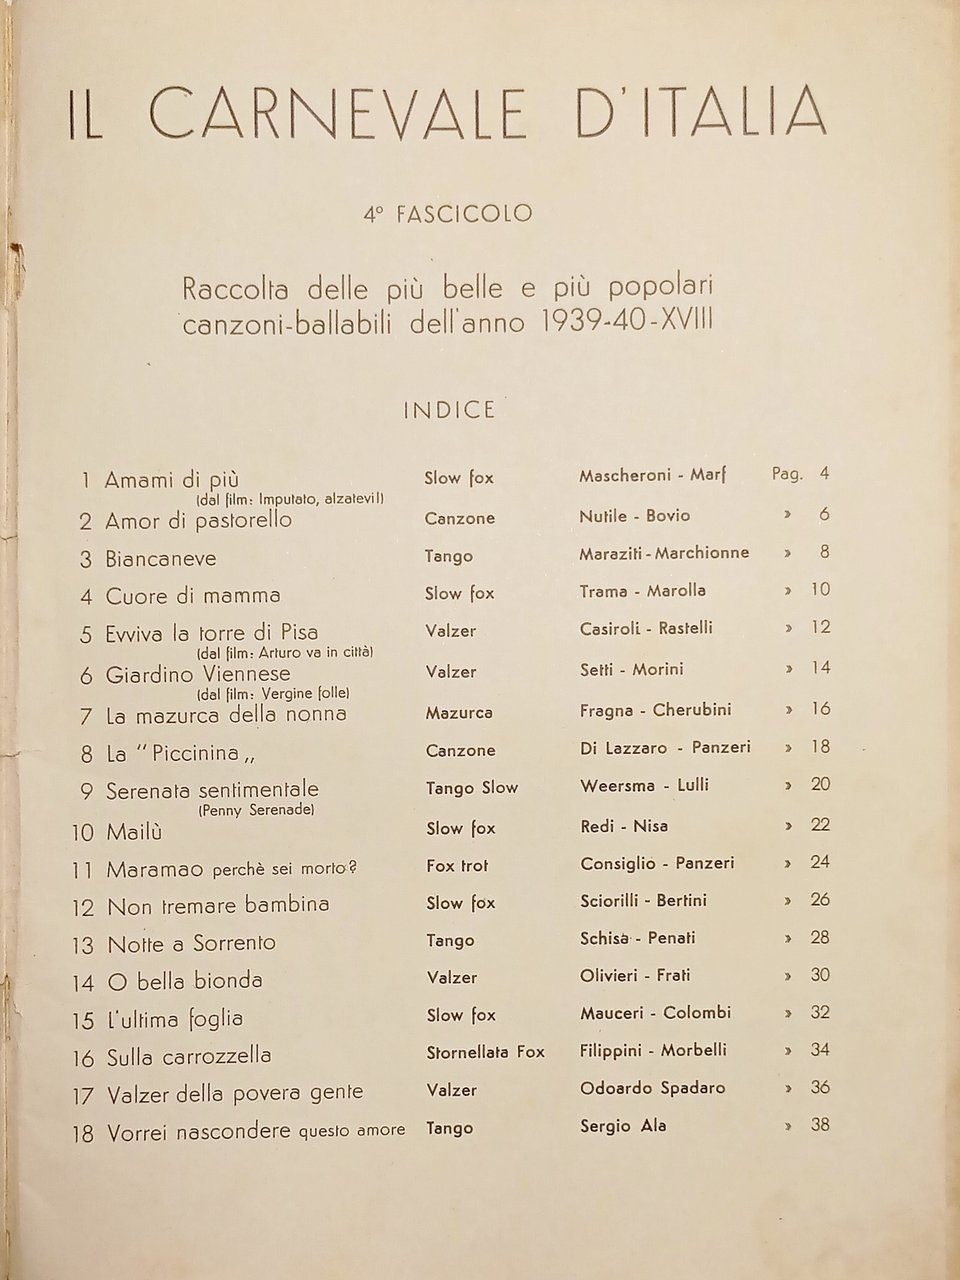 IL CARNEVALE D'ITALIA
4º FASCICOLO
Raccolta delle più belle e più popolari
canzoni-ballabili dell'anno 1939-40-XVIII
INDICE
1 Amami di più Slow fox Mascheroni - Marf Pag. 4
(dal film: Imputato, alzatevi!)
2 Amor di pastorello Canzone Nutile - Bovio » 6
3 Biancaneve Tango Maraziti - Marchionne » 8
4 Cuore di mamma Slow fox Trama - Marolla » 10
5 Evviva la torre di Pisa Valzer Casiroli - Rastelli » 12
(dal film: Arturo va in città)
6 Giardino Viennese Valzer Setti - Morini » 14
(dal film: Vergine folle)
7 La mazurca della nonna Mazurca Fragna - Cherubini » 16
8 La “Piccinina„ Canzone Di Lazzaro - Panzeri » 18
9 Serenata sentimentale Tango Slow Weersma - Lulli » 20
(Penny Serenade)
10 Mailù Slow fox Redi - Nisa » 22
11 Maramao perchè sei morto? Fox trot Consiglio - Panzeri » 24
12 Non tremare bambina Slow fox Sciorilli - Bertini » 26
13 Notte a Sorrento Tango Schisa - Penati » 28
14 O bella bionda Valzer Olivieri - Frati » 30
15 L'ultima foglia Slow fox Mauceri - Colombi » 32
16 Sulla carrozzella Stornellata Fox Filippini - Morbelli » 34
17 Valzer della povera gente Valzer Odoardo Spadaro » 36
18 Vorrei nascondere questo amore Tango Sergio Ala » 38